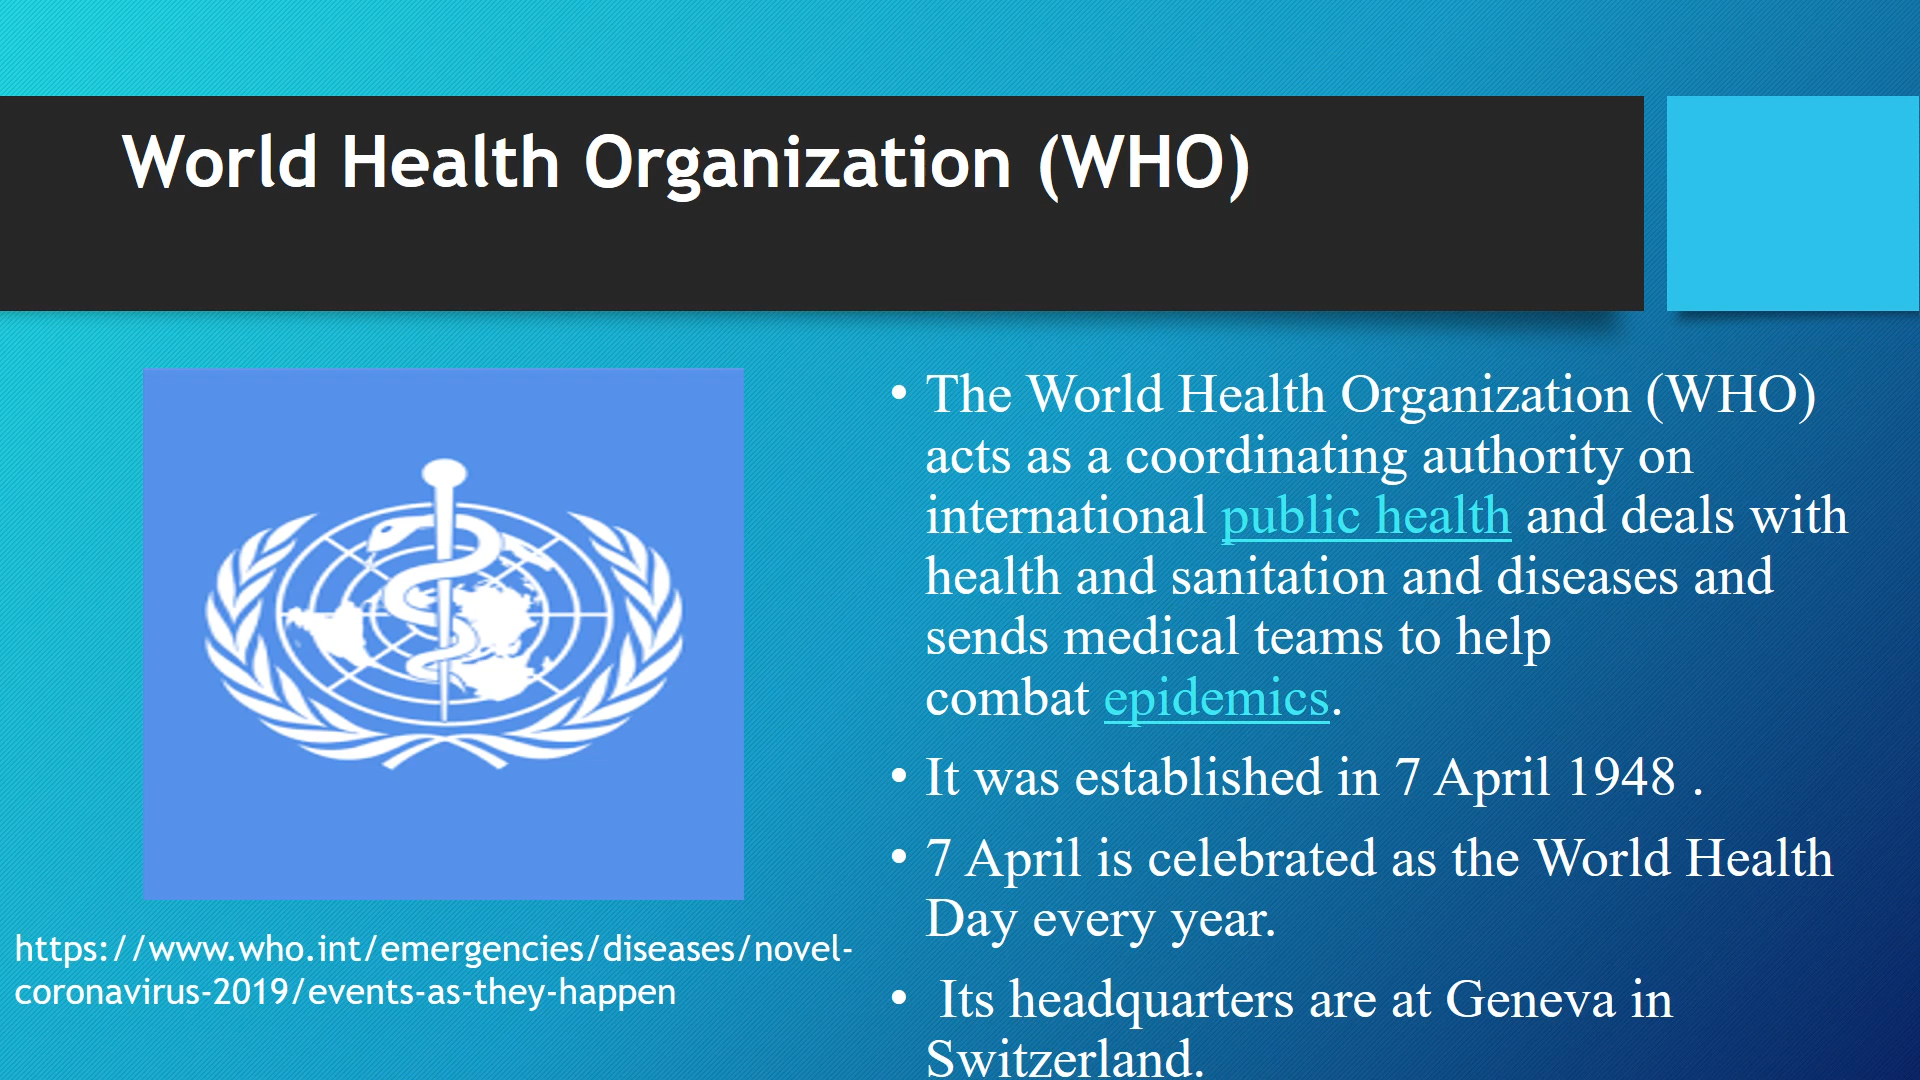 World Health Organization (WHO)
• The World Health Organization (WHO)
acts as a coordinating authority on
international public health and deals with
health and sanitation and diseases and
sends medical teams to help
combat epidemics.
• It was established in 7 April 1948 .
• 7 April is celebrated as the World Health
Day every year.
• Its headquarters are at Geneva in
Switzerland.
https://www.who.int/emergencies/diseases/novel-
coronavirus-2019/events-as-they-happen